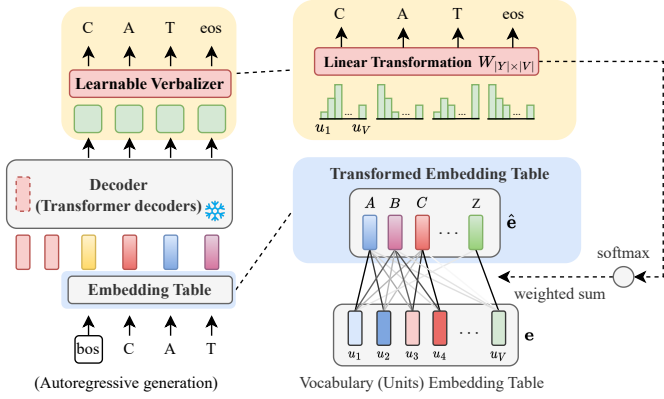 C A T eos
Learnable Verbalizer
Decoder
(Transformer decoders)
Embedding Table
bos C A T
(Autoregressive generation)
C A T eos
Linear Transformation W|Y|×|V|
... ... ... ...
u1 uV
Transformed Embedding Table
A B C ... Z ê
softmax
weighted sum
u1 u2 u3 u4 ... uV e
Vocabulary (Units) Embedding Table